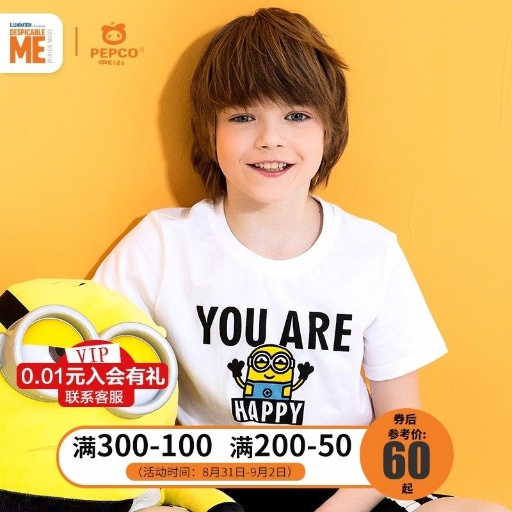 ILLUMINATION
DESPICABLE
ME
PEPCO®
Kids
YOU ARE
HAPPY
VIP
0.01元入会有礼
联系客服
满300-100 满200-50
(活动时间:8月31日-9月2日)
券后
参考价:
60
起